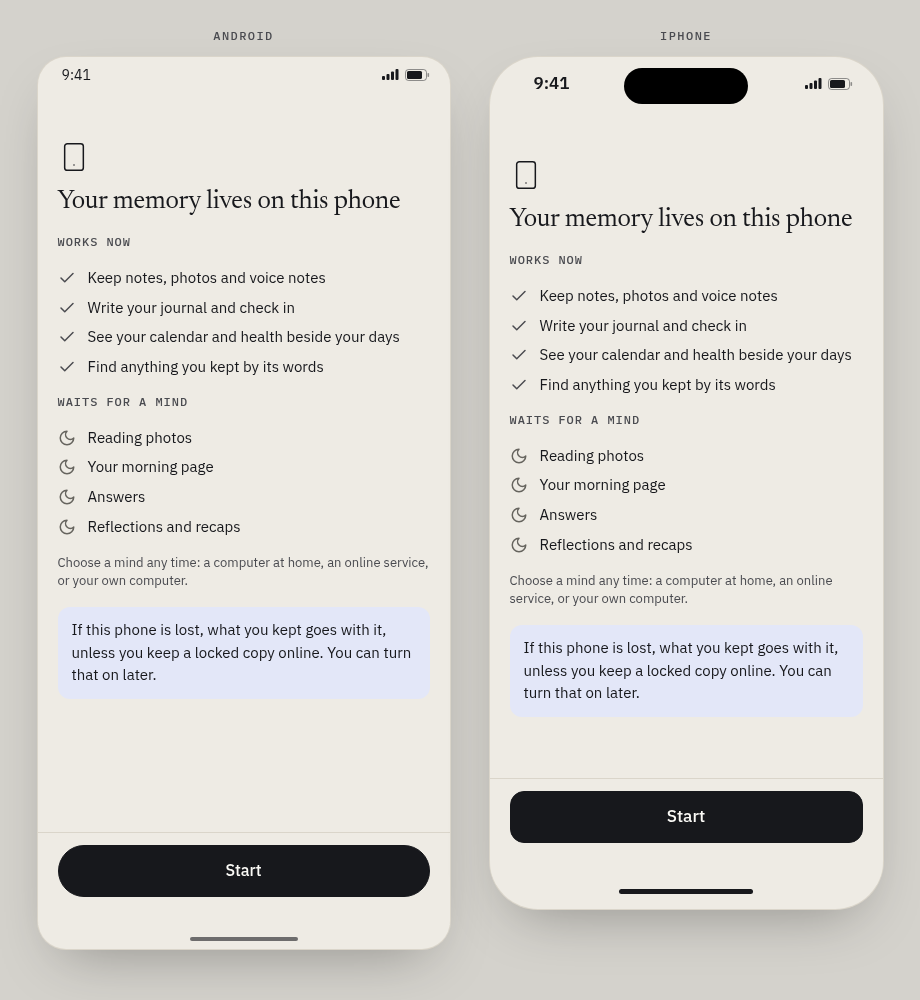 ANDROID
9:41
Your memory lives on this phone
WORKS NOW
Keep notes, photos and voice notes
Write your journal and check in
See your calendar and health beside your days
Find anything you kept by its words
WAITS FOR A MIND
Reading photos
Your morning page
Answers
Reflections and recaps
Choose a mind any time: a computer at home, an online service,
or your own computer.
If this phone is lost, what you kept goes with it,
unless you keep a locked copy online. You can turn
that on later.
Start
IPHONE
9:41
Your memory lives on this phone
WORKS NOW
Keep notes, photos and voice notes
Write your journal and check in
See your calendar and health beside your days
Find anything you kept by its words
WAITS FOR A MIND
Reading photos
Your morning page
Answers
Reflections and recaps
Choose a mind any time: a computer at home, an online
service, or your own computer.
If this phone is lost, what you kept goes with it,
unless you keep a locked copy online. You can
turn that on later.
Start